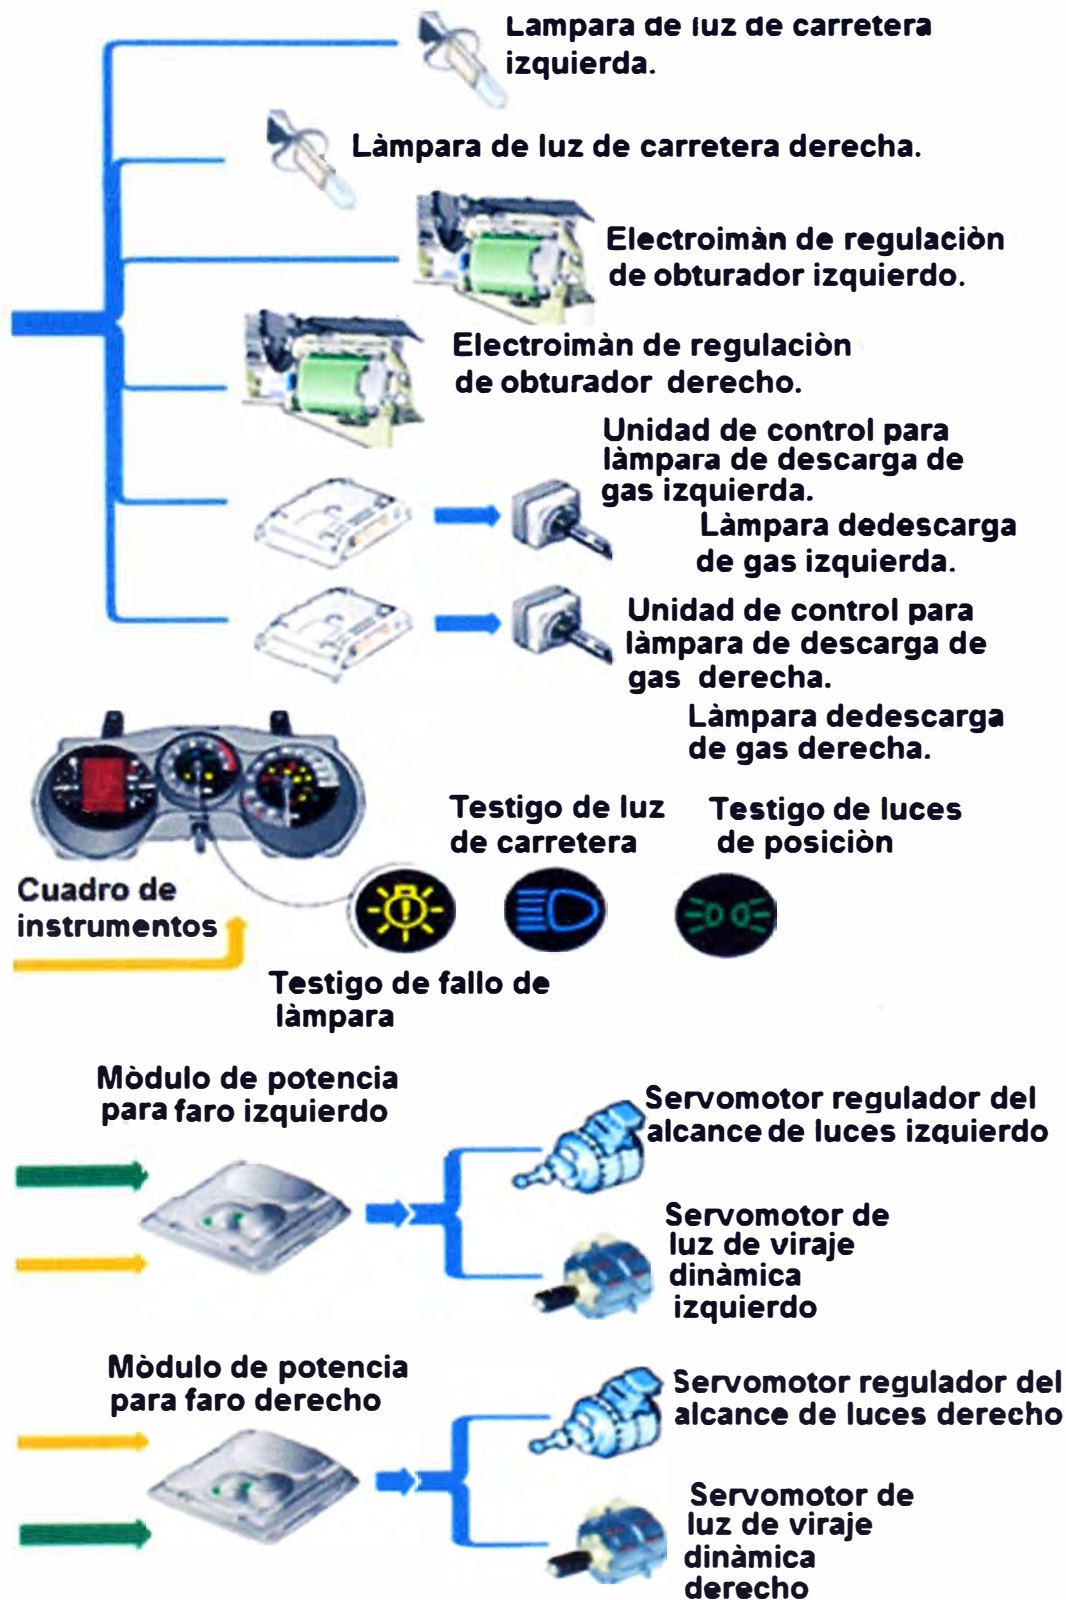 Lampara de luz de carretera
izquierda.
Làmpara de luz de carretera derecha.
Electroimàn de regulaciòn
de obturador izquierdo.
Electroimàn de regulaciòn
de obturador derecho.
Unidad de control para
làmpara de descarga de
gas izquierda.
Làmpara dedescarga
de gas izquierda.
Unidad de control para
làmpara de descarga de
gas derecha.
Làmpara dedescarga
de gas derecha.
Testigo de luz
de carretera
Testigo de luces
de posiciòn
Cuadro de
instrumentos
Testigo de fallo de
làmpara
Mòdulo de potencia
para faro izquierdo
Servomotor regulador del
alcance de luces izquierdo
Servomotor de
luz de viraje
dinàmica
izquierdo
Mòdulo de potencia
para faro derecho
Servomotor regulador del
alcance de luces derecho
Servomotor de
luz de viraje
dinàmica
derecho